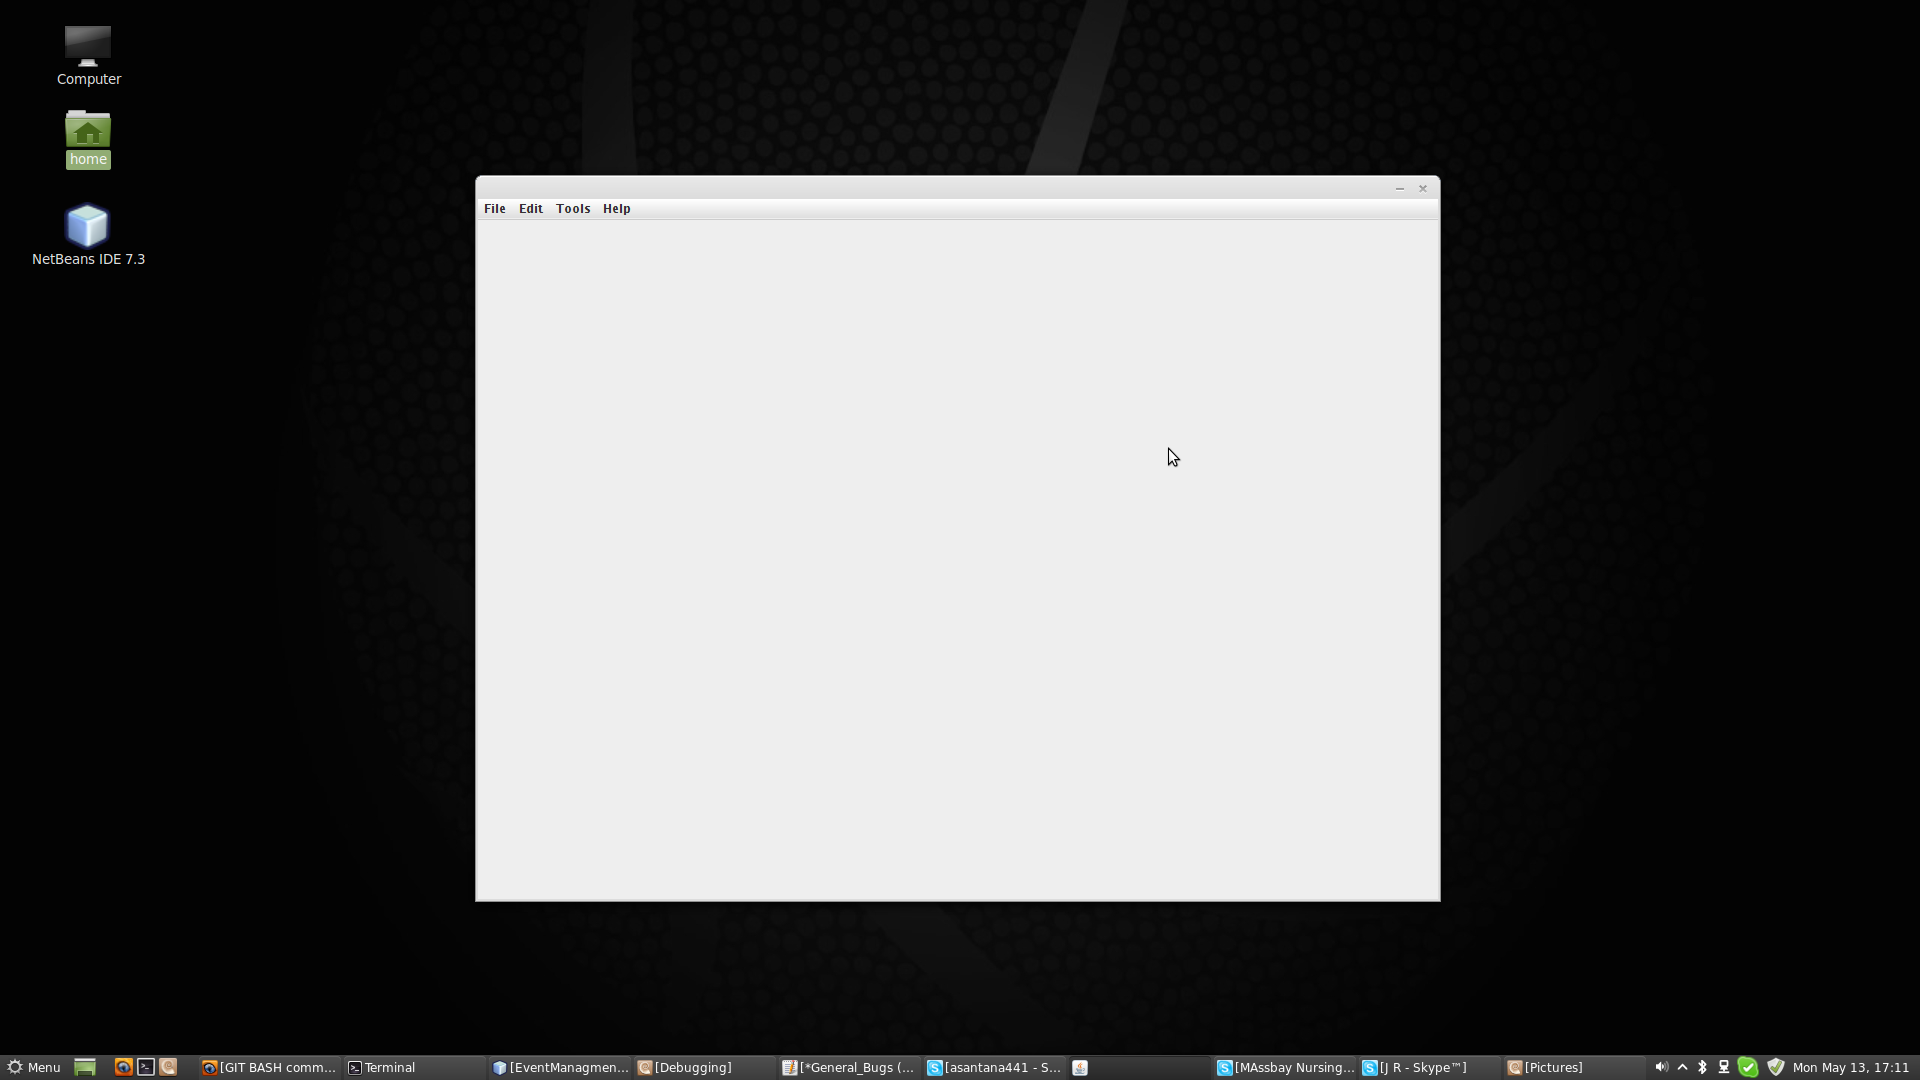 Computer
home
NetBeans IDE 7.3
File Edit Tools Help
Menu [GIT BASH comm... Terminal [EventManagmen... [Debugging] [*General_Bugs (... [asantana441 - S... [MAssbay Nursing... [J R - Skype™] [Pictures] Mon May 13, 17:11